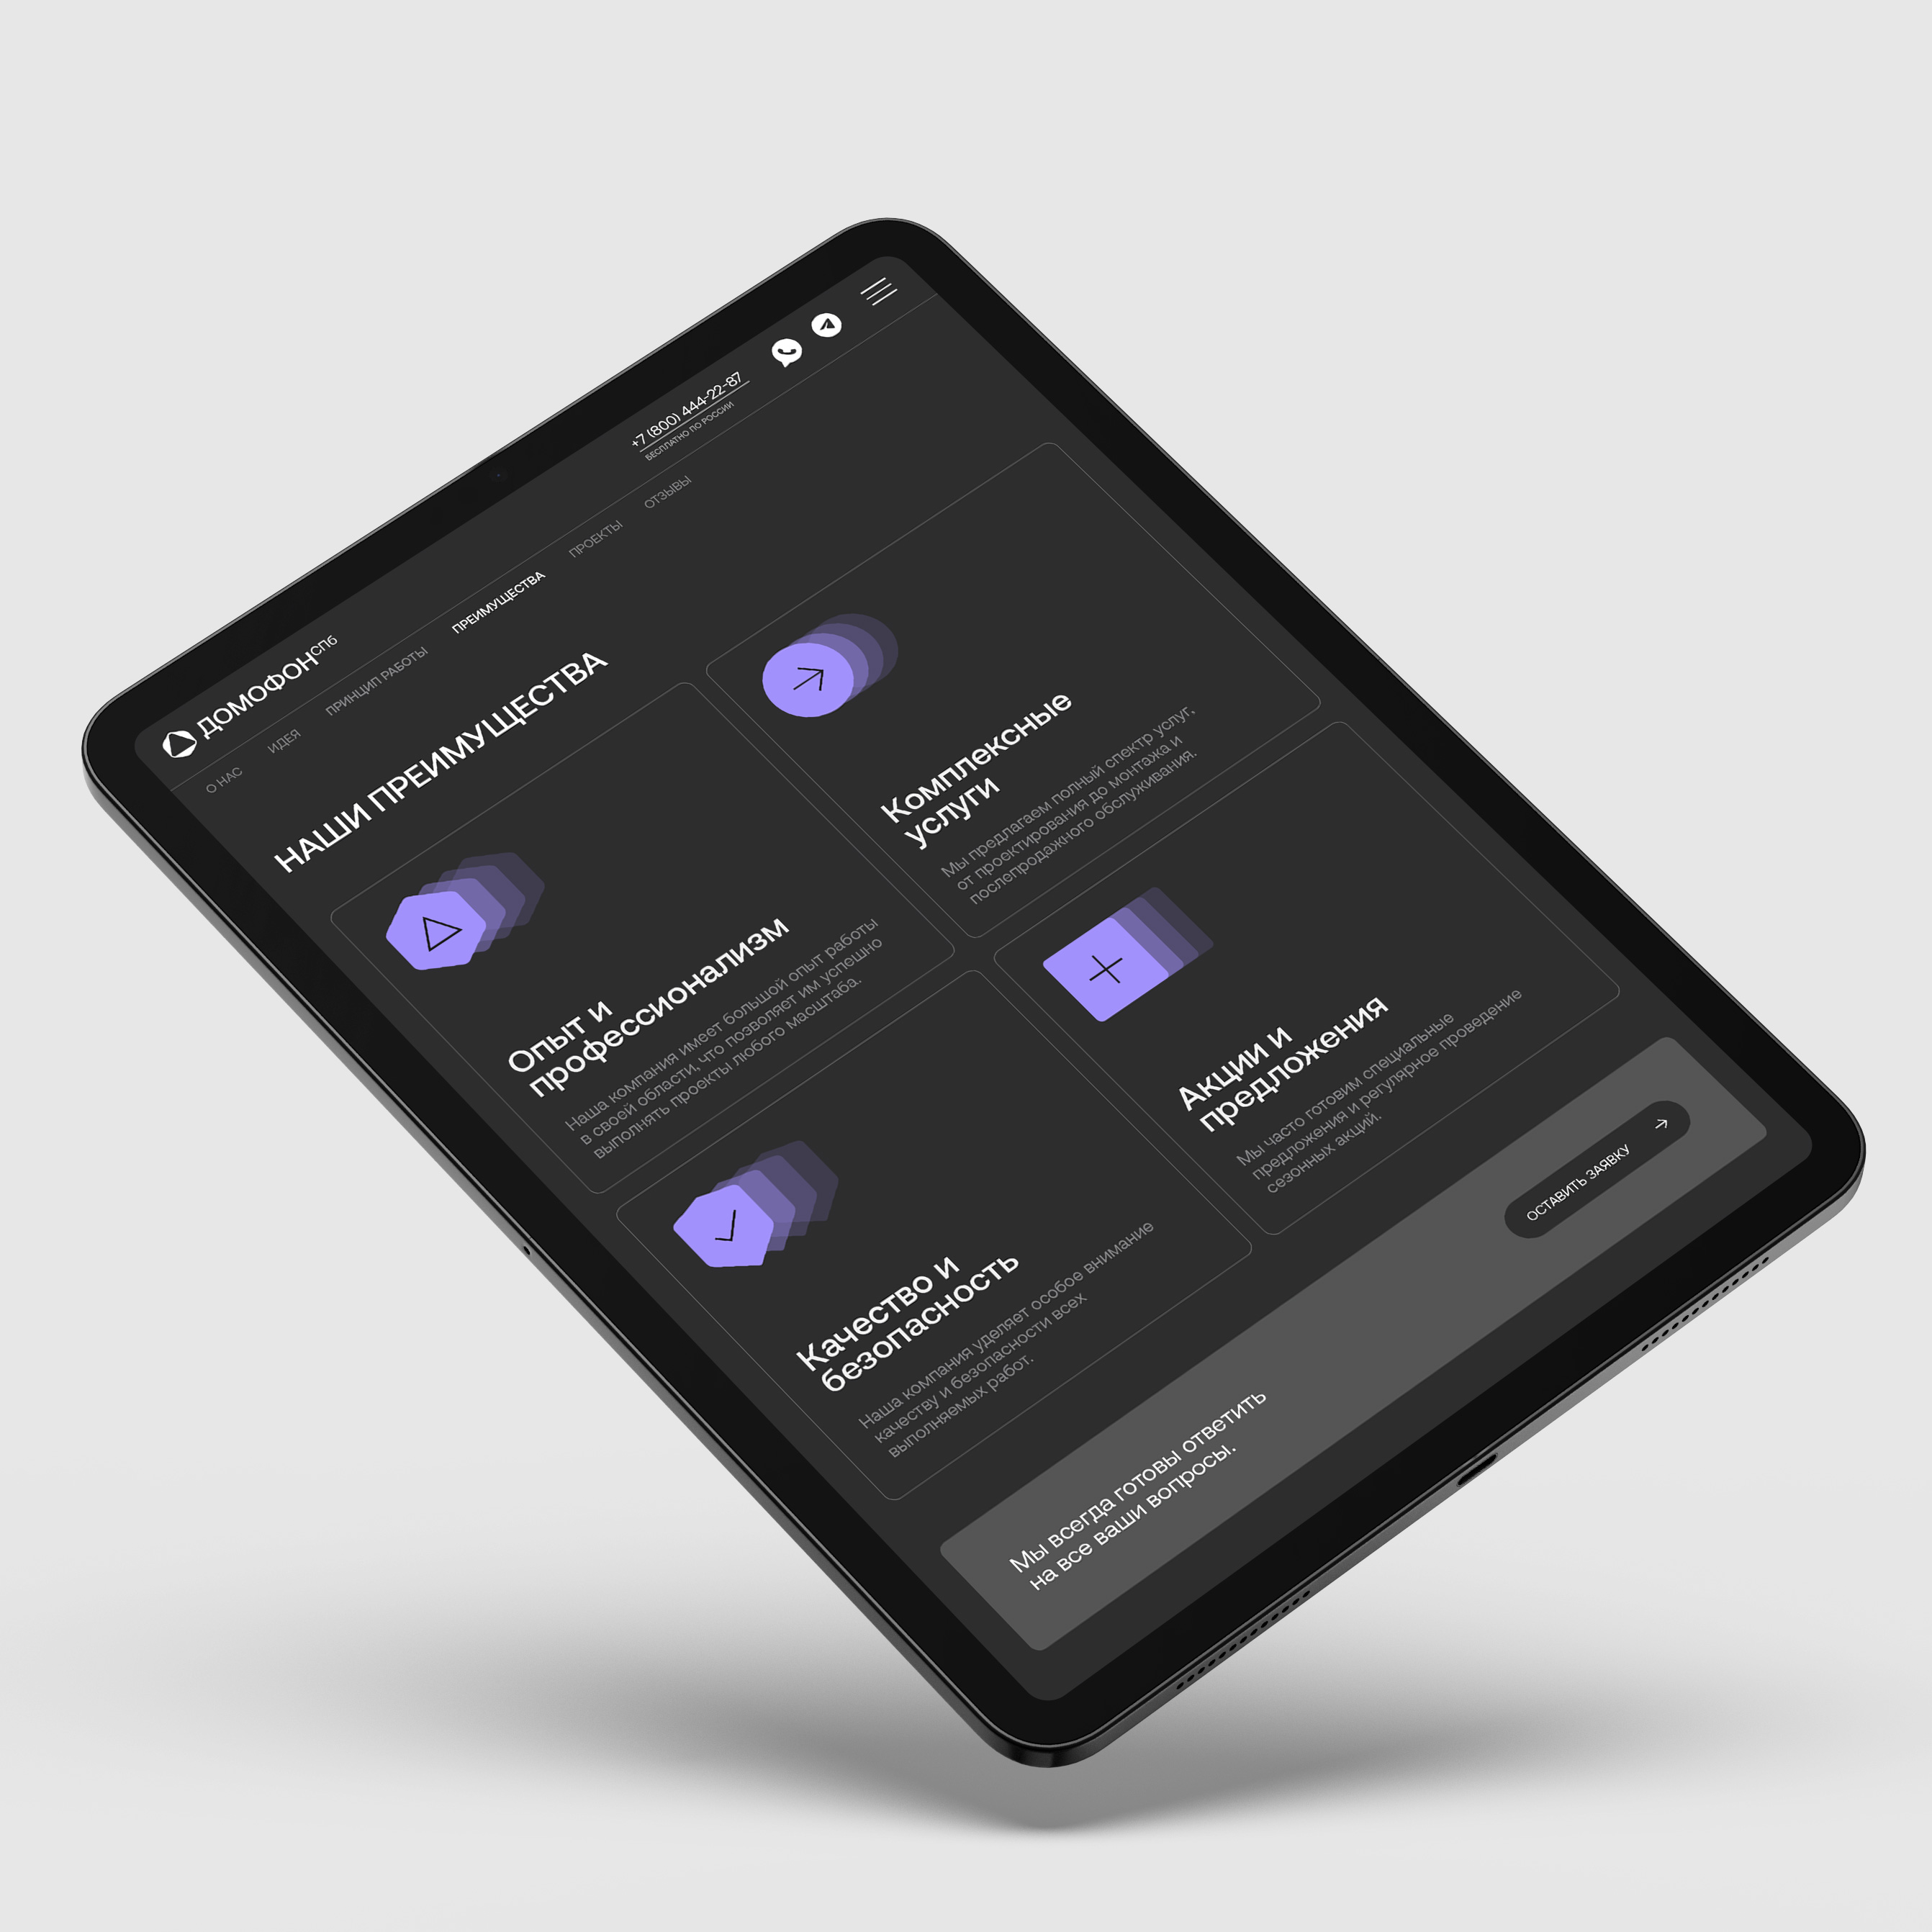 ДОМОФОНСПб
+7 (800) 444-22-87
БЕСПЛАТНО ПО РОССИИ
О НАС
ИДЕЯ
ПРИНЦИП РАБОТЫ
ПРЕИМУЩЕСТВА
ПРОЕКТЫ
ОТЗЫВЫ
НАШИ ПРЕИМУЩЕСТВА
Опыт и
профессионализм
Наша компания имеет большой опыт работы
в своей области, что позволяет им успешно
выполнять проекты любого масштаба.
Комплексные
услуги
Мы предлагаем полный спектр услуг,
от проектирования до монтажа и
послепродажного обслуживания.
Качество и
безопасность
Наша компания уделяет особое внимание
качеству и безопасности всех
выполняемых работ.
Акции и
предложения
Мы часто готовим специальные
предложения и регулярное проведение
сезонных акций.
Мы всегда готовы ответить
на все ваши вопросы.
ОСТАВИТЬ ЗАЯВКУ